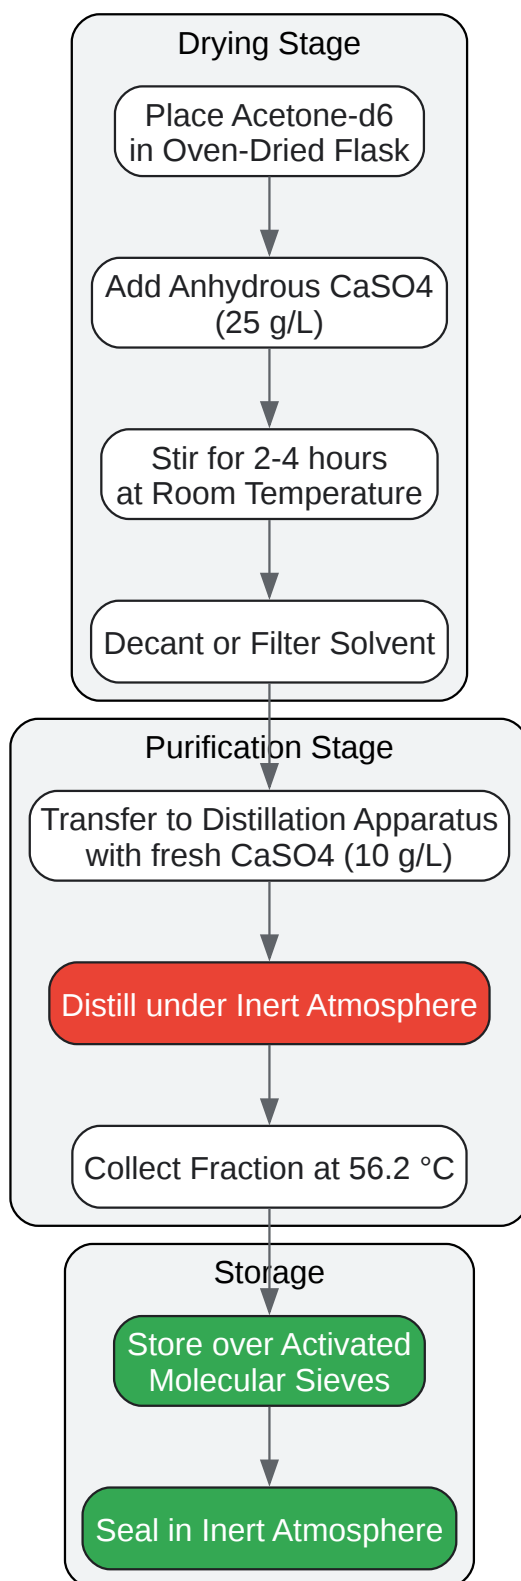 Drying Stage
Place Acetone-d6
in Oven-Dried Flask
Add Anhydrous CaSO4
(25 g/L)
Stir for 2-4 hours
at Room Temperature
Decant or Filter Solvent
Purification Stage
Transfer to Distillation Apparatus
with fresh CaSO4 (10 g/L)
Distill under Inert Atmosphere
Collect Fraction at 56.2 °C
Storage
Store over Activated
Molecular Sieves
Seal in Inert Atmosphere